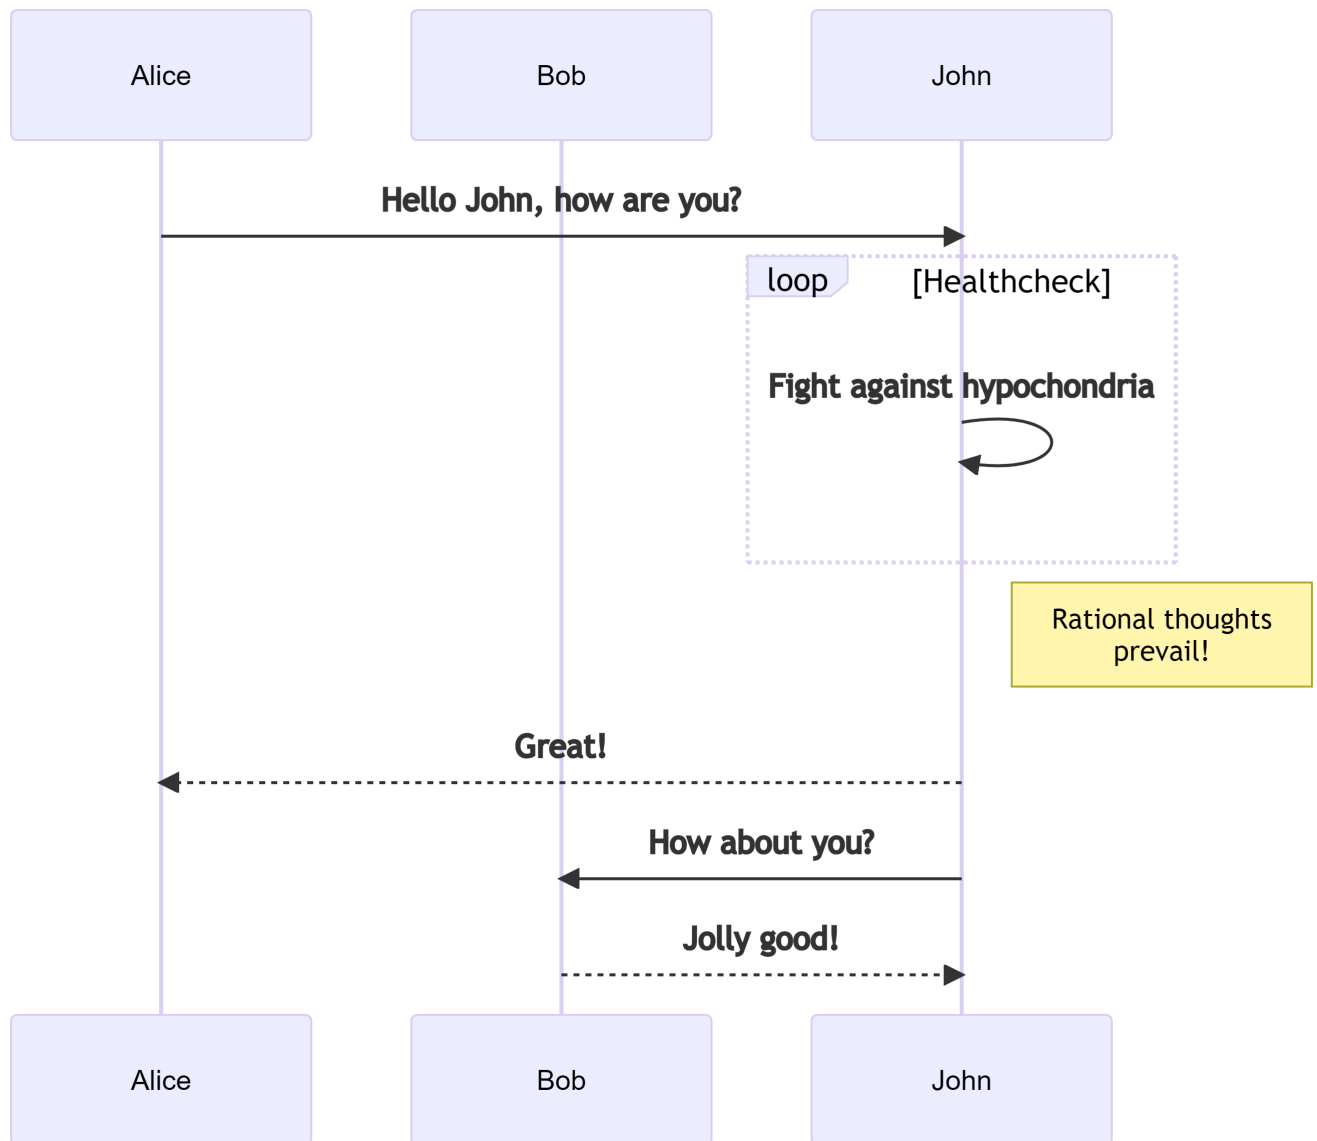 Alice
Bob
John
Hello John, how are you?
loop
[Healthcheck]
Fight against hypochondria
Rational thoughts
prevail!
Great!
How about you?
Jolly good!
Alice
Bob
John